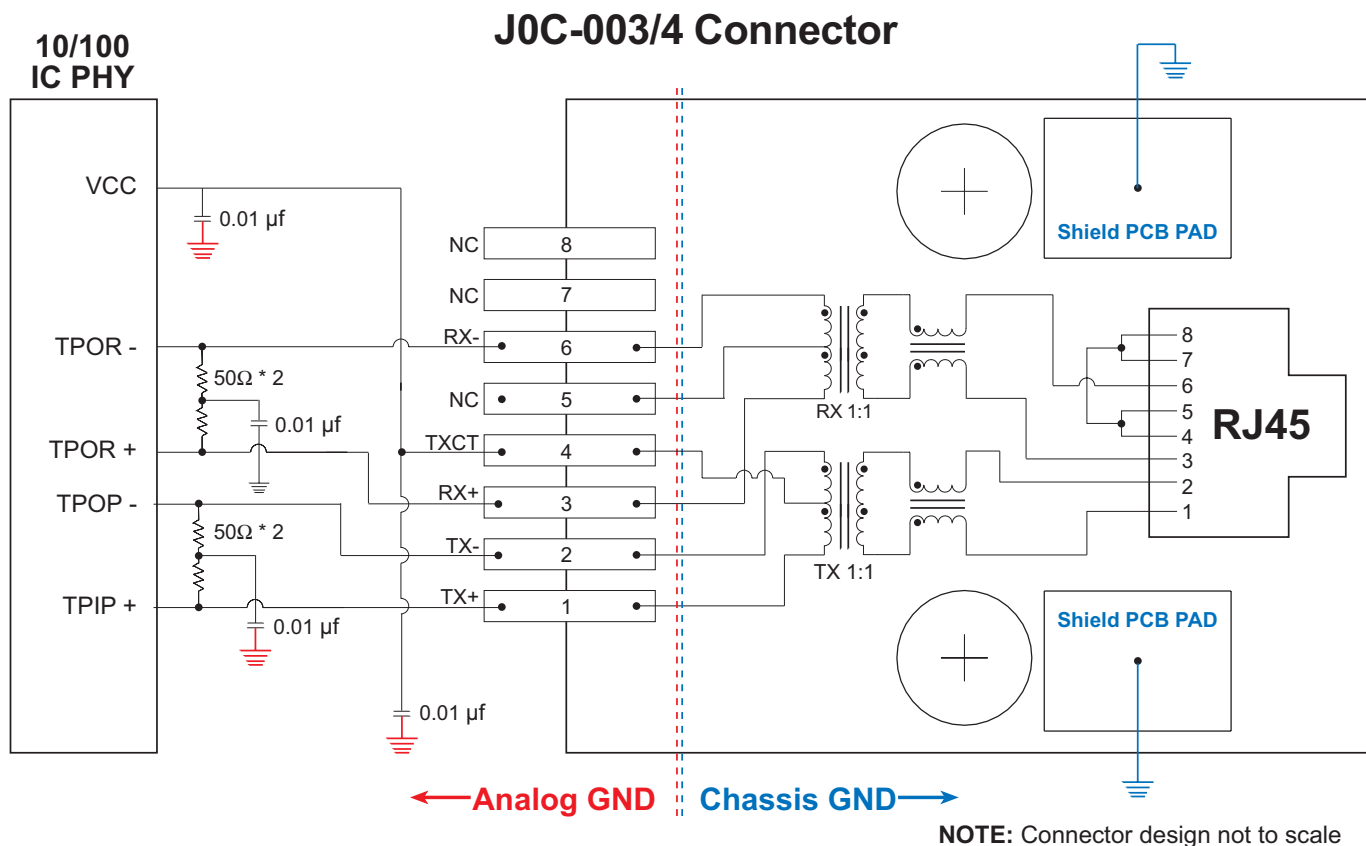 J0C-003/4 Connector
10/100
IC PHY
VCC
0.01 µf
Shield PCB PAD
NC
8
NC
7
TPOR -
RX-
6
50Ω * 2
NC
5
0.01 µf
RX 1:1
8
7
6
5
4
3
2
1
RJ45
TPOR +
TXCT
4
TPOP -
RX+
3
50Ω * 2
TX-
2
TX 1:1
TPIP +
TX+
1
0.01 µf
Shield PCB PAD
0.01 µf
Analog GND
Chassis GND
NOTE: Connector design not to scale